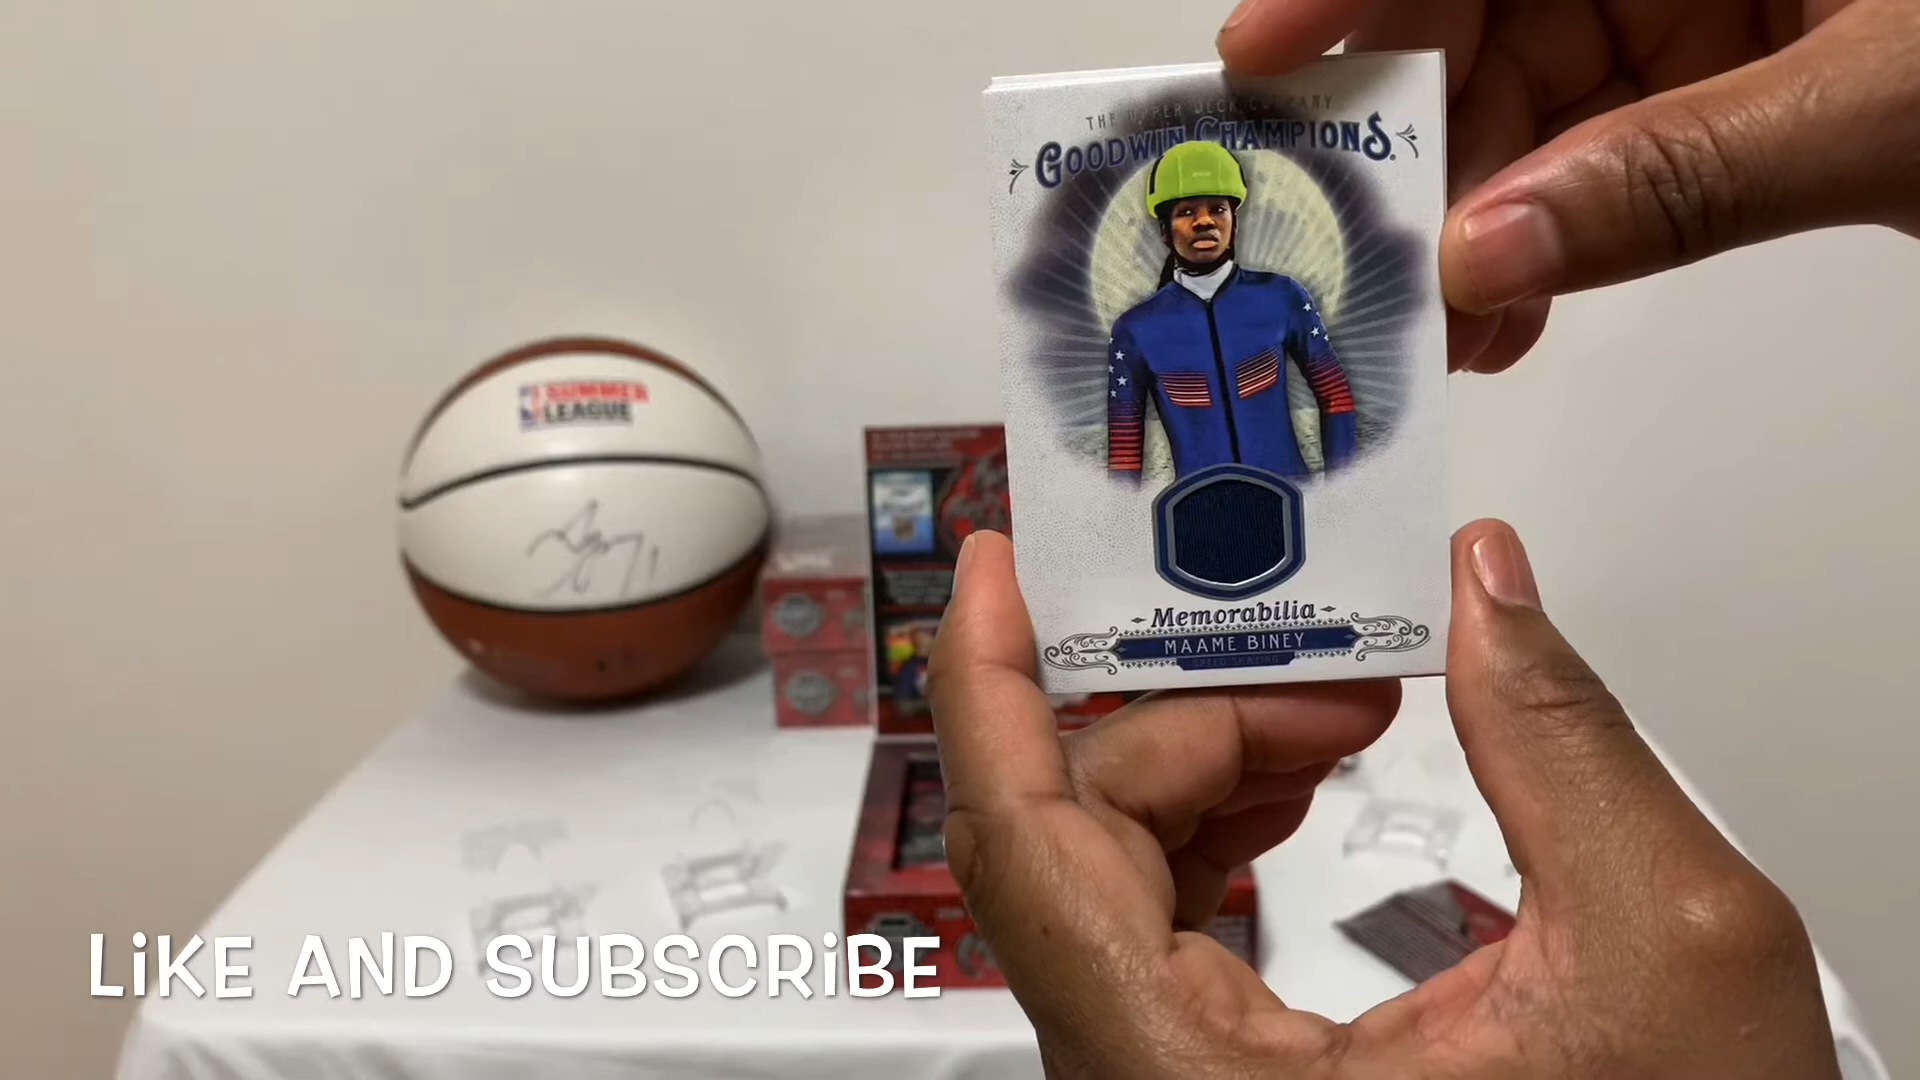 THE UPPER DECK COMPANY
GOODWIN CHAMPIONS
Memorabilia
MAAME BINEY
SPEED SKATING
SUMMER
LEAGUE
LiKE AND SUBSCRiBE